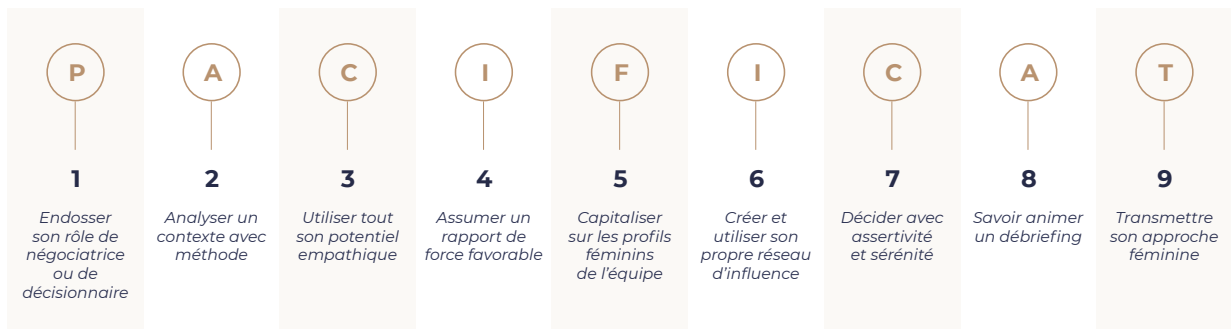 P
1
Endosser
son rôle de
négociatrice
ou de
décisionnaire
A
2
Analyser un
contexte avec
méthode
C
3
Utiliser tout
son potentiel
empathique
I
4
Assumer un
rapport de
force favorable
F
5
Capitaliser
sur les profils
féminins
de l’équipe
I
6
Créer et
utiliser son
propre réseau
d’influence
C
7
Décider avec
assertivité
et sérénité
A
8
Savoir animer
un débriefing
T
9
Transmettre
son approche
féminine